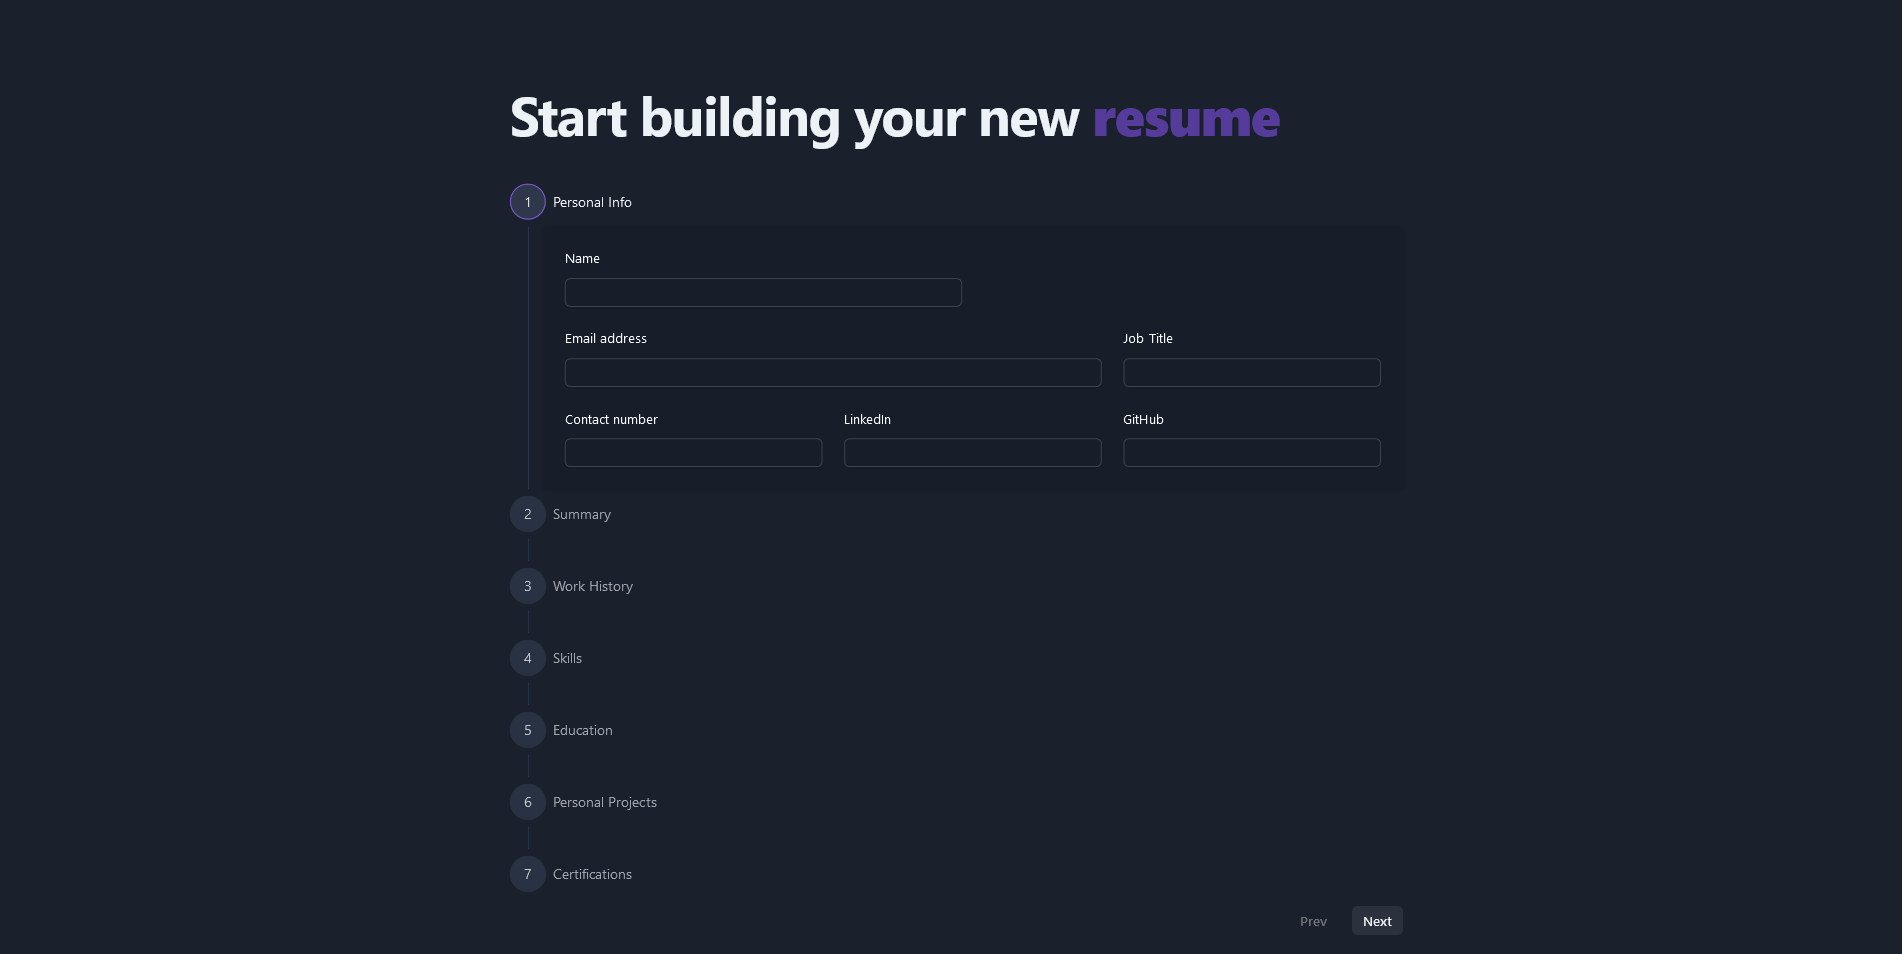 Start building your new resume
1 Personal Info
Name
Email address Job Title
Contact number LinkedIn GitHub
2 Summary
3 Work History
4 Skills
5 Education
6 Personal Projects
7 Certifications
Prev Next